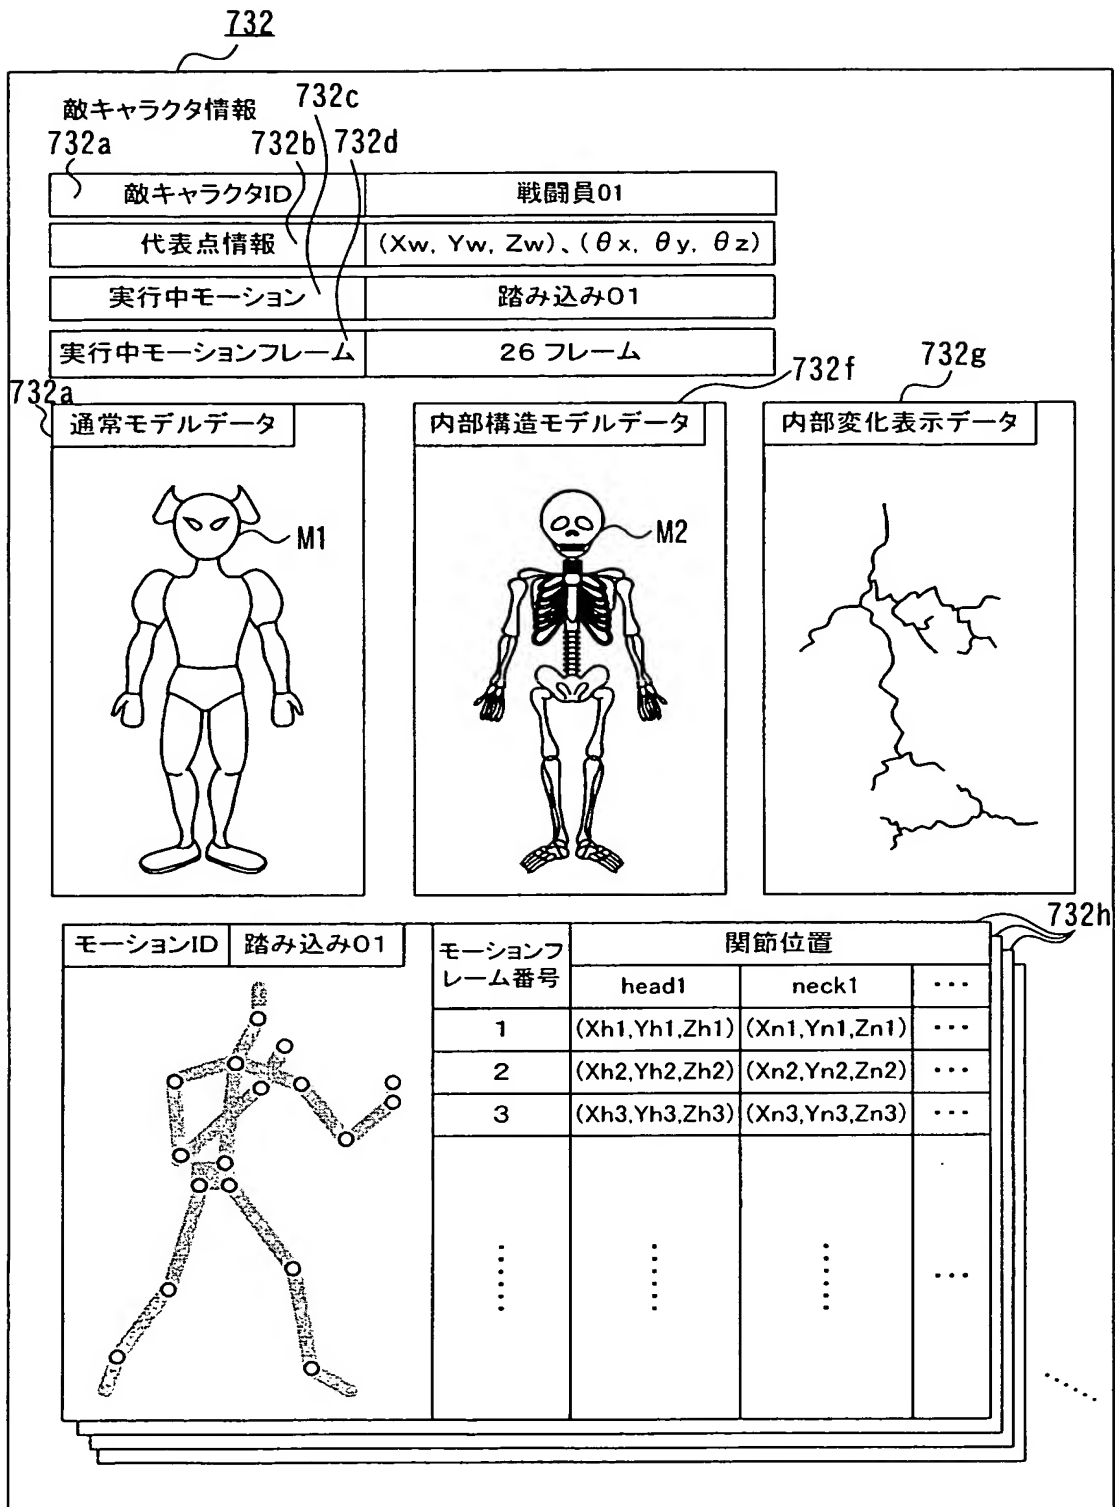 732
敵キャラクタ情報
732c
732a
732b
732d
敵キャラクタID
戦闘員01
代表点情報
(Xw, Yw, Zw)、(θx, θy, θz)
実行中モーション
踏み込み01
実行中モーションフレーム
26フレーム
732a
732f
732g
通常モデルデータ
内部構造モデルデータ
内部変化表示データ
M1
M2
732h
モーションID
踏み込み01
モーションフ
レーム番号
関節位置
head1
neck1
・・・
1
(Xh1,Yh1,Zh1)
(Xn1,Yn1,Zn1)
・・・
2
(Xh2,Yh2,Zh2)
(Xn2,Yn2,Zn2)
・・・
3
(Xh3,Yh3,Zh3)
(Xn3,Yn3,Zn3)
・・・
・・・